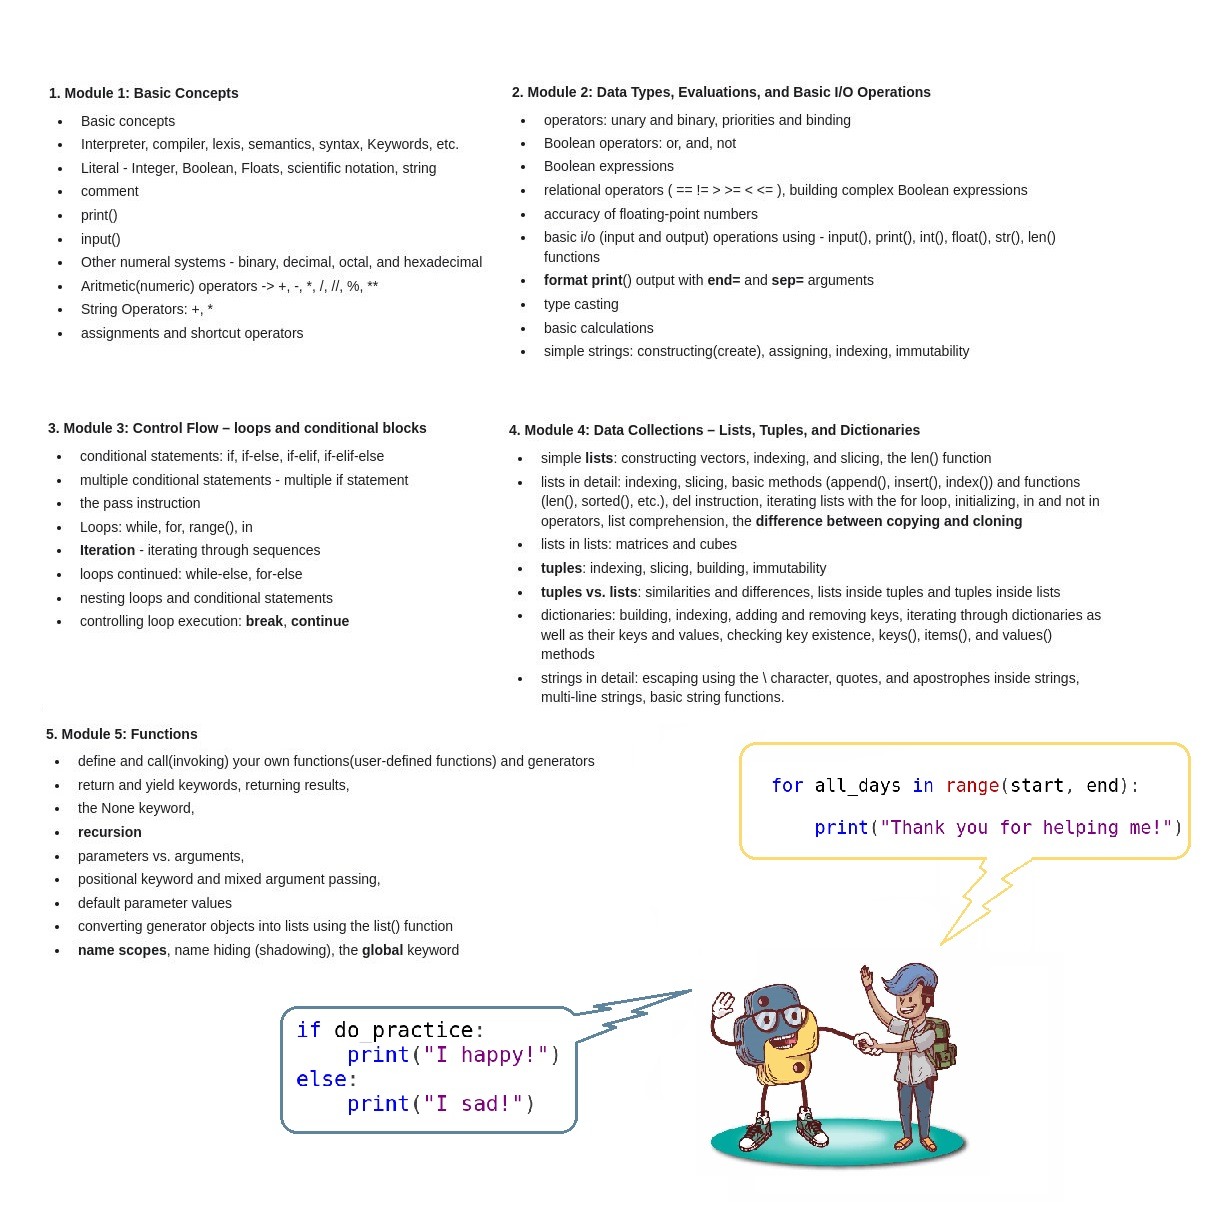 1. Module 1: Basic Concepts
• Basic concepts
• Interpreter, compiler, lexis, semantics, syntax, Keywords, etc.
• Literal - Integer, Boolean, Floats, scientific notation, string
• comment
• print()
• input()
• Other numeral systems - binary, decimal, octal, and hexadecimal
• Aritmetic(numeric) operators -> +, -, *, /, //, %, **
• String Operators: +, *
• assignments and shortcut operators
2. Module 2: Data Types, Evaluations, and Basic I/O Operations
• operators: unary and binary, priorities and binding
• Boolean operators: or, and, not
• Boolean expressions
• relational operators ( == != > >= < <= ), building complex Boolean expressions
• accuracy of floating-point numbers
• basic i/o (input and output) operations using - input(), print(), int(), float(), str(), len()
functions
• format print() output with end= and sep= arguments
• type casting
• basic calculations
• simple strings: constructing(create), assigning, indexing, immutability
3. Module 3: Control Flow – loops and conditional blocks
• conditional statements: if, if-else, if-elif, if-elif-else
• multiple conditional statements - multiple if statement
• the pass instruction
• Loops: while, for, range(), in
• Iteration - iterating through sequences
• loops continued: while-else, for-else
• nesting loops and conditional statements
• controlling loop execution: break, continue
4. Module 4: Data Collections – Lists, Tuples, and Dictionaries
• simple lists: constructing vectors, indexing, and slicing, the len() function
• lists in detail: indexing, slicing, basic methods (append(), insert(), index()) and functions
(len(), sorted(), etc.), del instruction, iterating lists with the for loop, initializing, in and not in
operators, list comprehension, the difference between copying and cloning
• lists in lists: matrices and cubes
• tuples: indexing, slicing, building, immutability
• tuples vs. lists: similarities and differences, lists inside tuples and tuples inside lists
• dictionaries: building, indexing, adding and removing keys, iterating through dictionaries as
well as their keys and values, checking key existence, keys(), items(), and values()
methods
• strings in detail: escaping using the \ character, quotes, and apostrophes inside strings,
multi-line strings, basic string functions.
5. Module 5: Functions
• define and call(invoking) your own functions(user-defined functions) and generators
• return and yield keywords, returning results,
• the None keyword,
• recursion
• parameters vs. arguments,
• positional keyword and mixed argument passing,
• default parameter values
• converting generator objects into lists using the list() function
• name scopes, name hiding (shadowing), the global keyword
for all_days in range(start, end):
print("Thank you for helping me!")
if do_practice:
print("I happy!")
else:
print("I sad!")